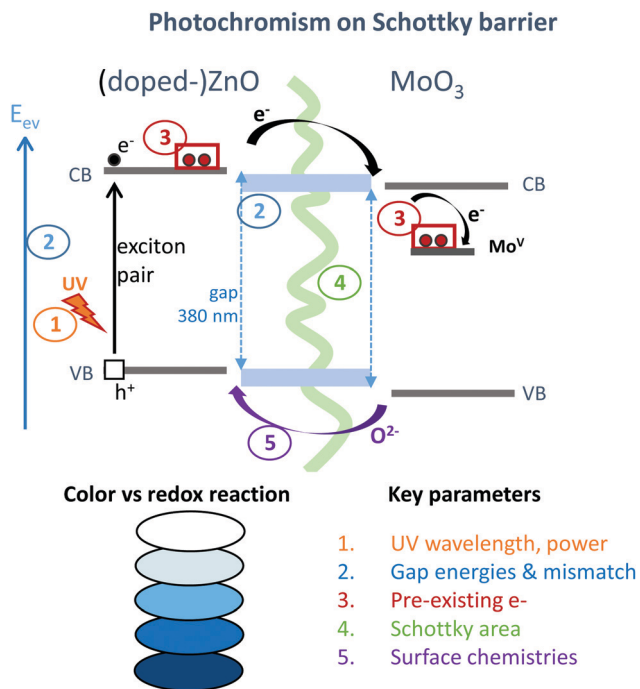 Photochromism on Schottky barrier
(doped-)ZnO
MoO₃
E_ev
e⁻
3
e⁻
CB
2
CB
2
3
e⁻
exciton
pair
Mo^V
UV
1
gap
380 nm
4
VB
h⁺
VB
5
O²⁻
Color vs redox reaction
Key parameters
1. UV wavelength, power
2. Gap energies & mismatch
3. Pre-existing e-
4. Schottky area
5. Surface chemistries